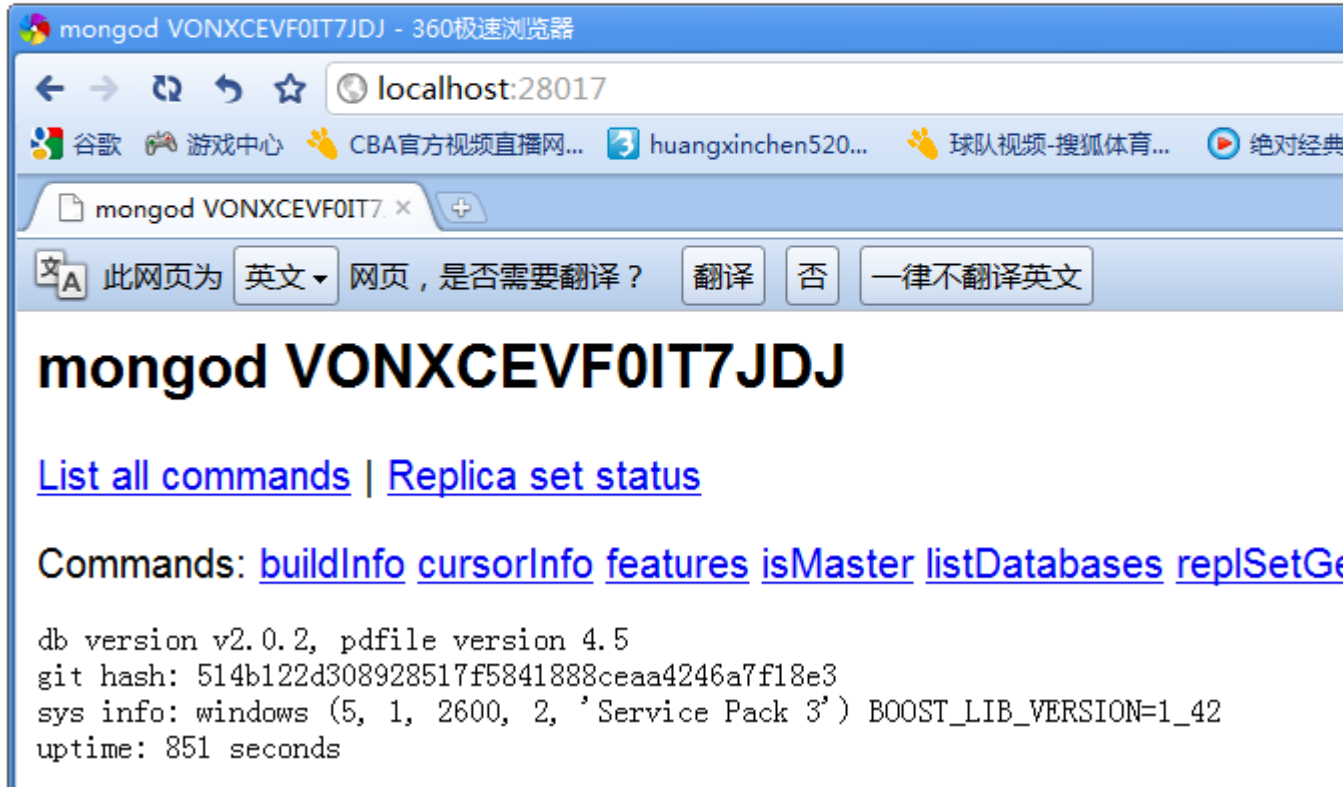 mongod VONXCEVF0IT7JDJ - 360极速浏览器
localhost:28017
谷歌 游戏中心 CBA官方视频直播网... huangxinchen520... 球队视频-搜狐体育... 绝对经典
mongod VONXCEVF0IT7
此网页为 英文 网页，是否需要翻译？ 翻译 否 一律不翻译英文
mongod VONXCEVF0IT7JDJ
List all commands | Replica set status
Commands: buildInfo cursorInfo features isMaster listDatabases replSetGe
db version v2.0.2, pdfile version 4.5
git hash: 514b122d308928517f5841888ceaa4246a7f18e3
sys info: windows (5, 1, 2600, 2, 'Service Pack 3') BOOST_LIB_VERSION=1_42
uptime: 851 seconds